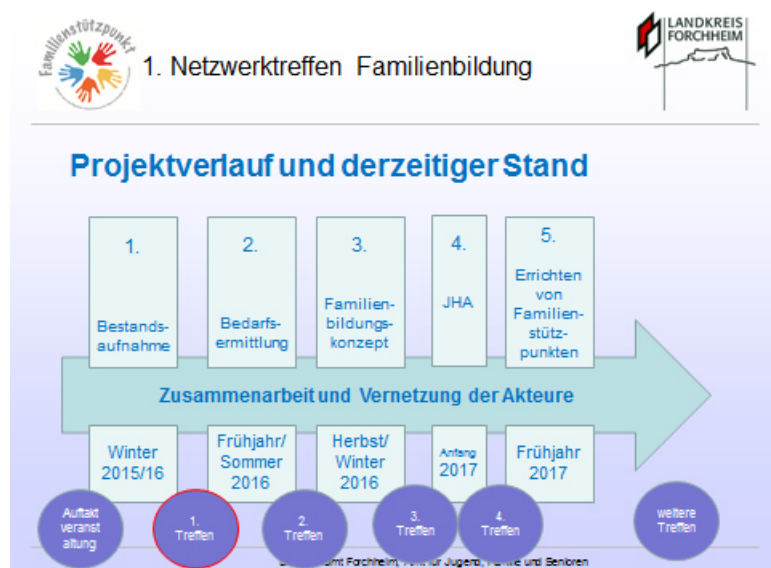 Familienstützpunkt
1. Netzwerktreffen Familienbildung
LANDKREIS
FORCHHEIM
Projektverlauf und derzeitiger Stand
1.
Bestands-
aufnahme
2.
Bedarfs-
ermittlung
3.
Familien-
bildungs-
konzept
4.
JHA
5.
Errichten
von
Familien-
stütz-
punkten
Zusammenarbeit und Vernetzung der Akteure
Winter
2015/16
Frühjahr/
Sommer
2016
Herbst/
Winter
2016
Anfang
2017
Frühjahr
2017
Auftakt
veranst
altung
1.
Treffen
2.
Treffen
3.
Treffen
4.
Treffen
weitere
Treffen
Forchheim, für Jugend, und Senioren